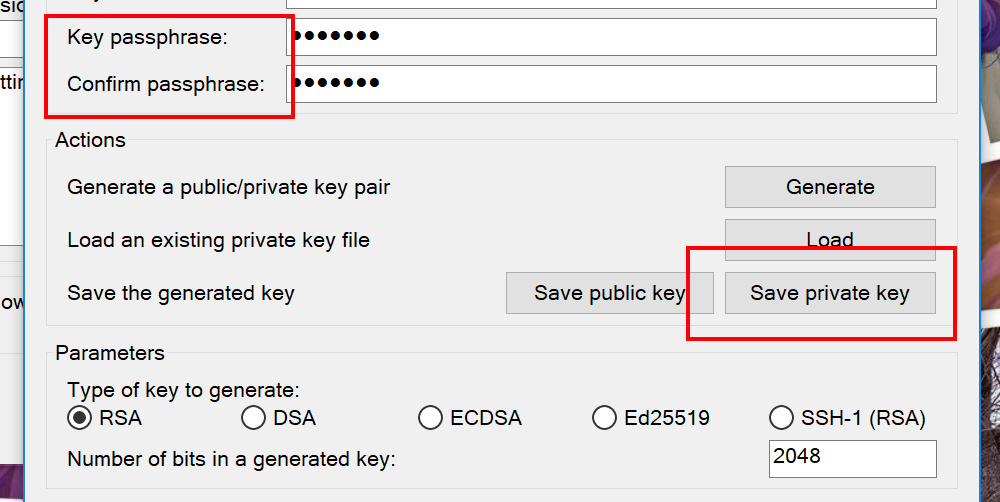 Key passphrase:
Confirm passphrase:
Actions
Generate a public/private key pair
Generate
Load an existing private key file
Load
Save the generated key
Save public key
Save private key
Parameters
Type of key to generate:
RSA DSA ECDSA Ed25519 SSH-1 (RSA)
Number of bits in a generated key:
2048